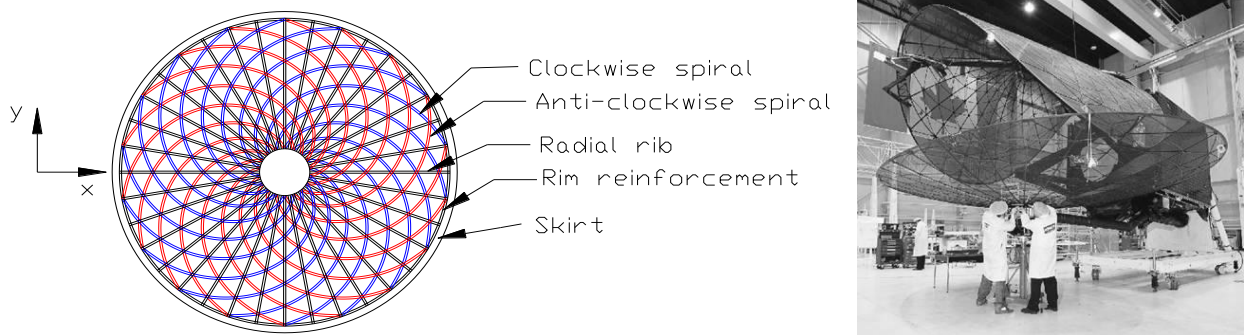 Clockwise spiral
Anti-clockwise spiral
y
Radial rib
x
Rim reinforcement
Skirt